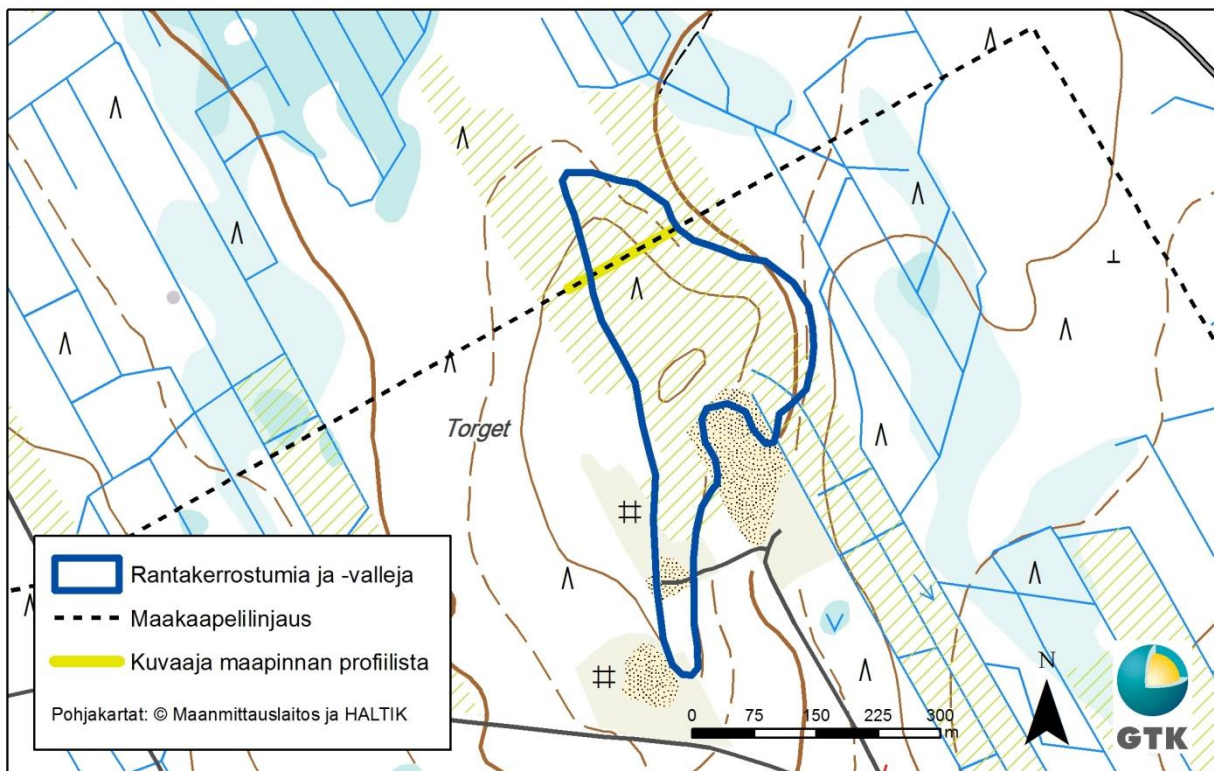 Torget
Rantakerrostumia ja -valleja
Maakaapelilinjaus
Kuvaaja maapinnan profiilista
Pohjakartat: © Maanmittauslaitos ja HALTIK
N
0 75 150 225 300
m
GTK